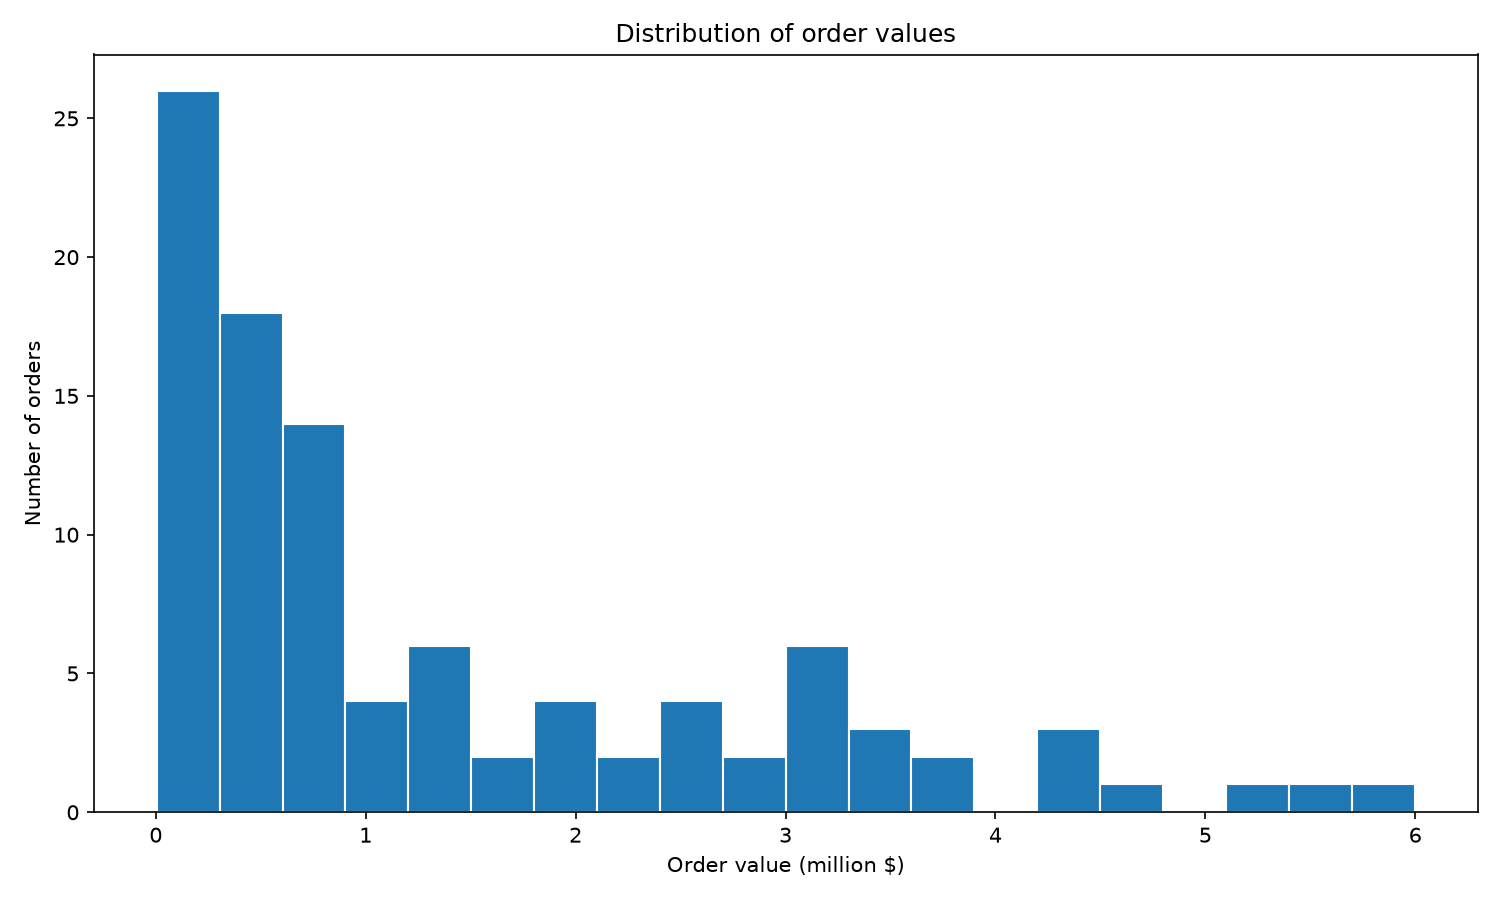 Distribution of order values
Number of orders
25
20
15
10
5
0
0 1 2 3 4 5 6
Order value (million $)